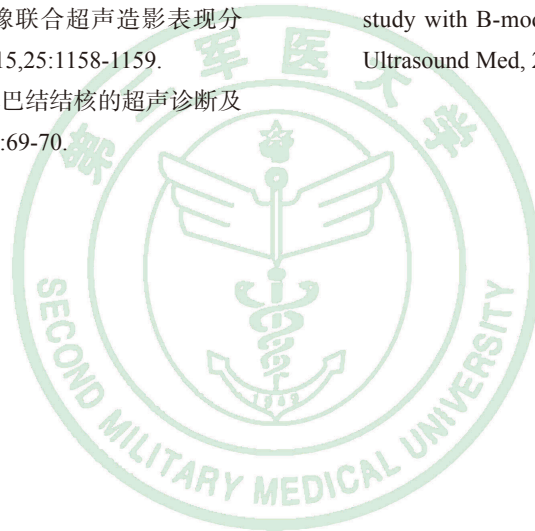 像联合超声造影表现分
15,25:1158-1159.
巴结结核的超声诊断及
:69-70.
study with B-mod
Ultrasound Med, 2
第二军医大学
1949
SECOND MILITARY MEDICAL UNIVERSITY